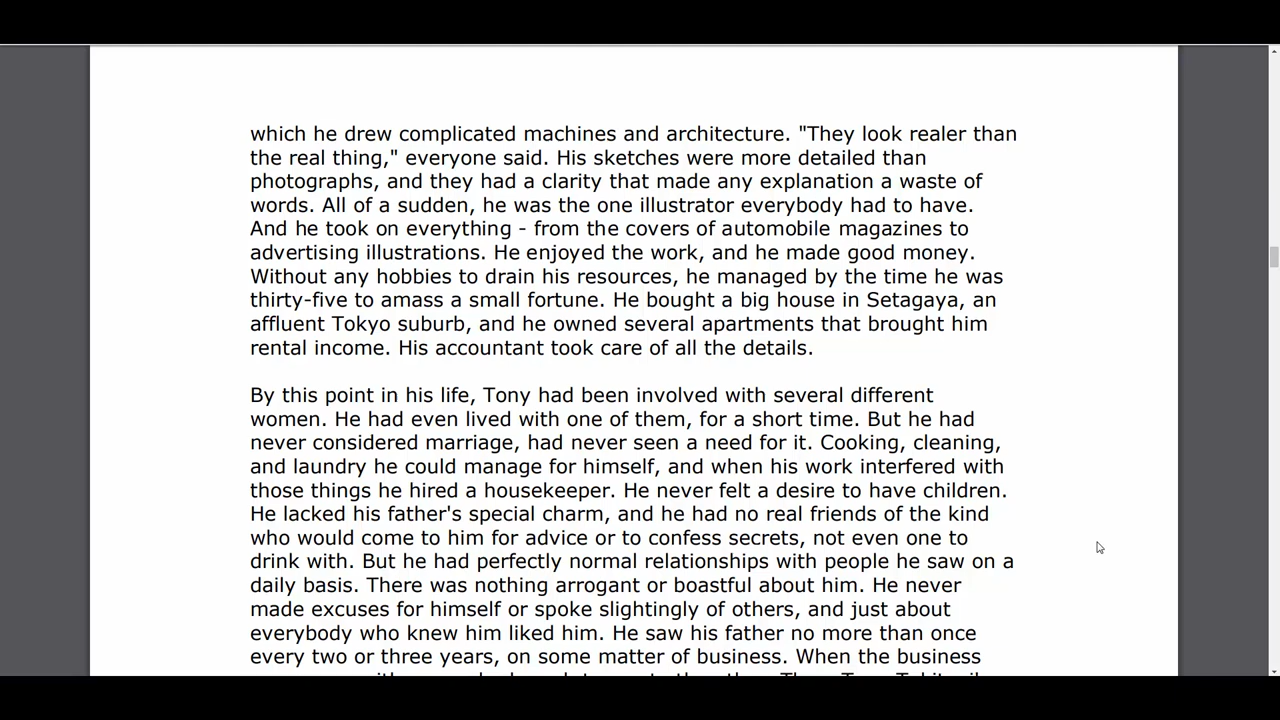 which he drew complicated machines and architecture. "They look realer than
the real thing," everyone said. His sketches were more detailed than
photographs, and they had a clarity that made any explanation a waste of
words. All of a sudden, he was the one illustrator everybody had to have.
And he took on everything - from the covers of automobile magazines to
advertising illustrations. He enjoyed the work, and he made good money.
Without any hobbies to drain his resources, he managed by the time he was
thirty-five to amass a small fortune. He bought a big house in Setagaya, an
affluent Tokyo suburb, and he owned several apartments that brought him
rental income. His accountant took care of all the details.
By this point in his life, Tony had been involved with several different
women. He had even lived with one of them, for a short time. But he had
never considered marriage, had never seen a need for it. Cooking, cleaning,
and laundry he could manage for himself, and when his work interfered with
those things he hired a housekeeper. He never felt a desire to have children.
He lacked his father's special charm, and he had no real friends of the kind
who would come to him for advice or to confess secrets, not even one to
drink with. But he had perfectly normal relationships with people he saw on a
daily basis. There was nothing arrogant or boastful about him. He never
made excuses for himself or spoke slightingly of others, and just about
everybody who knew him liked him. He saw his father no more than once
every two or three years, on some matter of business. When the business